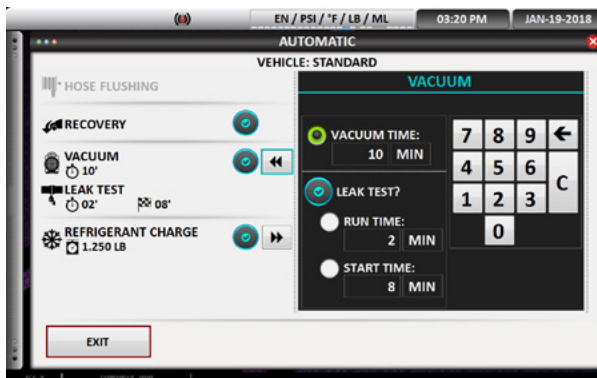 EN / PSI / °F / LB / ML
03:20 PM
JAN-19-2018
AUTOMATIC
VEHICLE: STANDARD
HOSE FLUSHING
RECOVERY
VACUUM
10'
LEAK TEST
02' 08'
REFRIGERANT CHARGE
1.250 LB
EXIT
VACUUM
VACUUM TIME:
10 MIN
LEAK TEST?
RUN TIME:
2 MIN
START TIME:
8 MIN
7 8 9
4 5 6
C
1 2 3
0